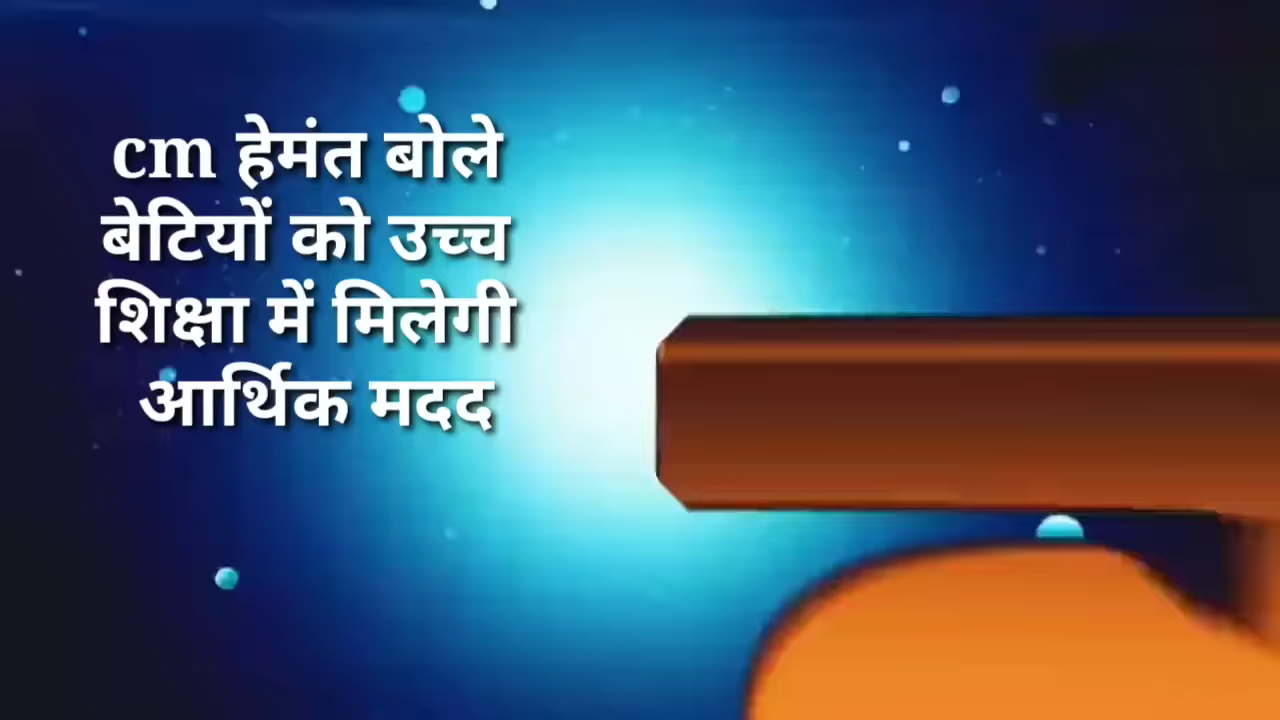 cm हेमंत बोले
बेटियों को उच्च
शिक्षा में मिलेगी
आर्थिक मदद